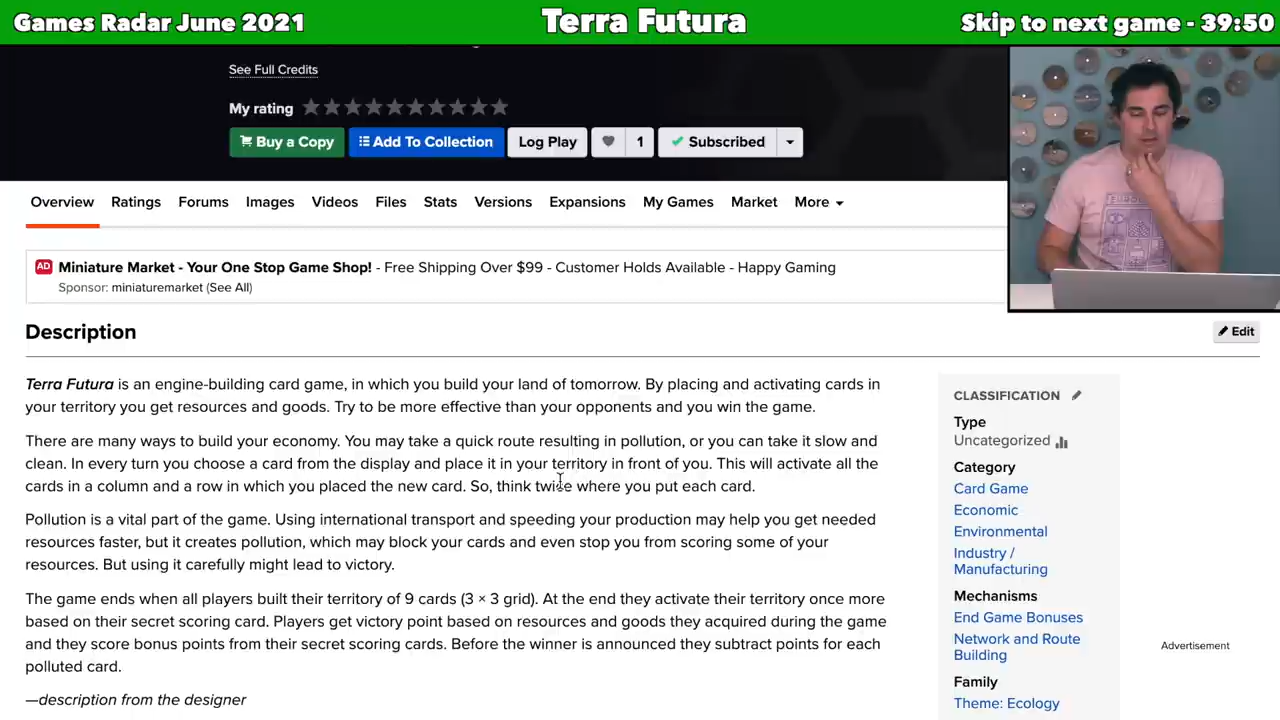 Games Radar June 2021
Terra Futura
Skip to next game - 39:50
See Full Credits
My rating
Buy a Copy
Add To Collection
Log Play
1
Subscribed
Overview
Ratings
Forums
Images
Videos
Files
Stats
Versions
Expansions
My Games
Market
More
AD Miniature Market - Your One Stop Game Shop! - Free Shipping Over $99 - Customer Holds Available - Happy Gaming
Sponsor: miniaturemarket (See All)
Description
Edit
Terra Futura is an engine-building card game, in which you build your land of tomorrow. By placing and activating cards in
your territory you get resources and goods. Try to be more effective than your opponents and you win the game.
There are many ways to build your economy. You may take a quick route resulting in pollution, or you can take it slow and
clean. In every turn you choose a card from the display and place it in your territory in front of you. This will activate all the
cards in a column and a row in which you placed the new card. So, think twice where you put each card.
Pollution is a vital part of the game. Using international transport and speeding your production may help you get needed
resources faster, but it creates pollution, which may block your cards and even stop you from scoring some of your
resources. But using it carefully might lead to victory.
The game ends when all players built their territory of 9 cards (3 × 3 grid). At the end they activate their territory once more
based on their secret scoring card. Players get victory point based on resources and goods they acquired during the game
and they score bonus points from their secret scoring cards. Before the winner is announced they subtract points for each
polluted card.
—description from the designer
CLASSIFICATION
Type
Uncategorized
Category
Card Game
Economic
Environmental
Industry /
Manufacturing
Mechanisms
End Game Bonuses
Network and Route
Building
Family
Theme: Ecology
Advertisement